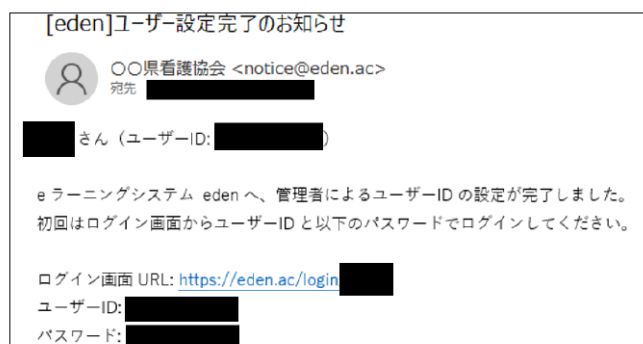 [eden]ユーザー設定完了のお知らせ
〇〇県看護協会 <notice@eden.ac>
宛先
さん（ユーザーID: ）
e ラーニングシステム eden へ、管理者によるユーザーID の設定が完了しました。
初回はログイン画面からユーザーID と以下のパスワードでログインしてください。
ログイン画面 URL: https://eden.ac/login
ユーザーID:
パスワード: